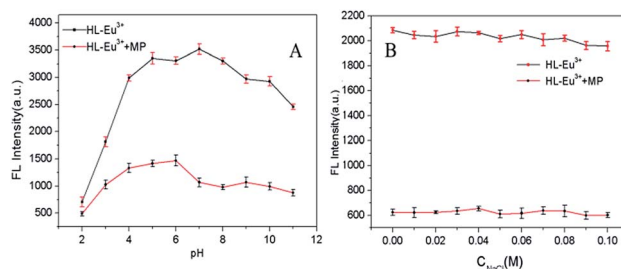 A
HL-Eu³⁺
HL-Eu³⁺+MP
FL Intensity(a.u.)
4000
3500
3000
2500
2000
1500
1000
500
0 2 4 6 8 10 12
pH
B
HL-Eu³⁺
HL-Eu³⁺+MP
FL Intensity(a.u.)
2200
2000
1800
1600
1400
1200
1000
800
600
0.00 0.02 0.04 0.06 0.08 0.10
C_NaCl(M)